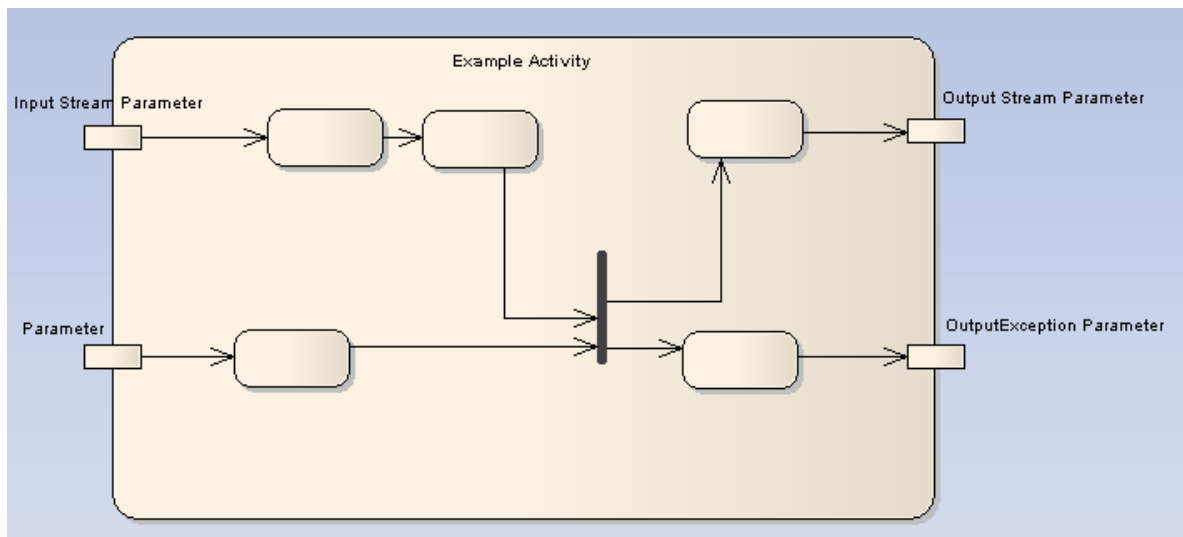 Example Activity
Input Stream Parameter
Output Stream Parameter
Parameter
OutputException Parameter